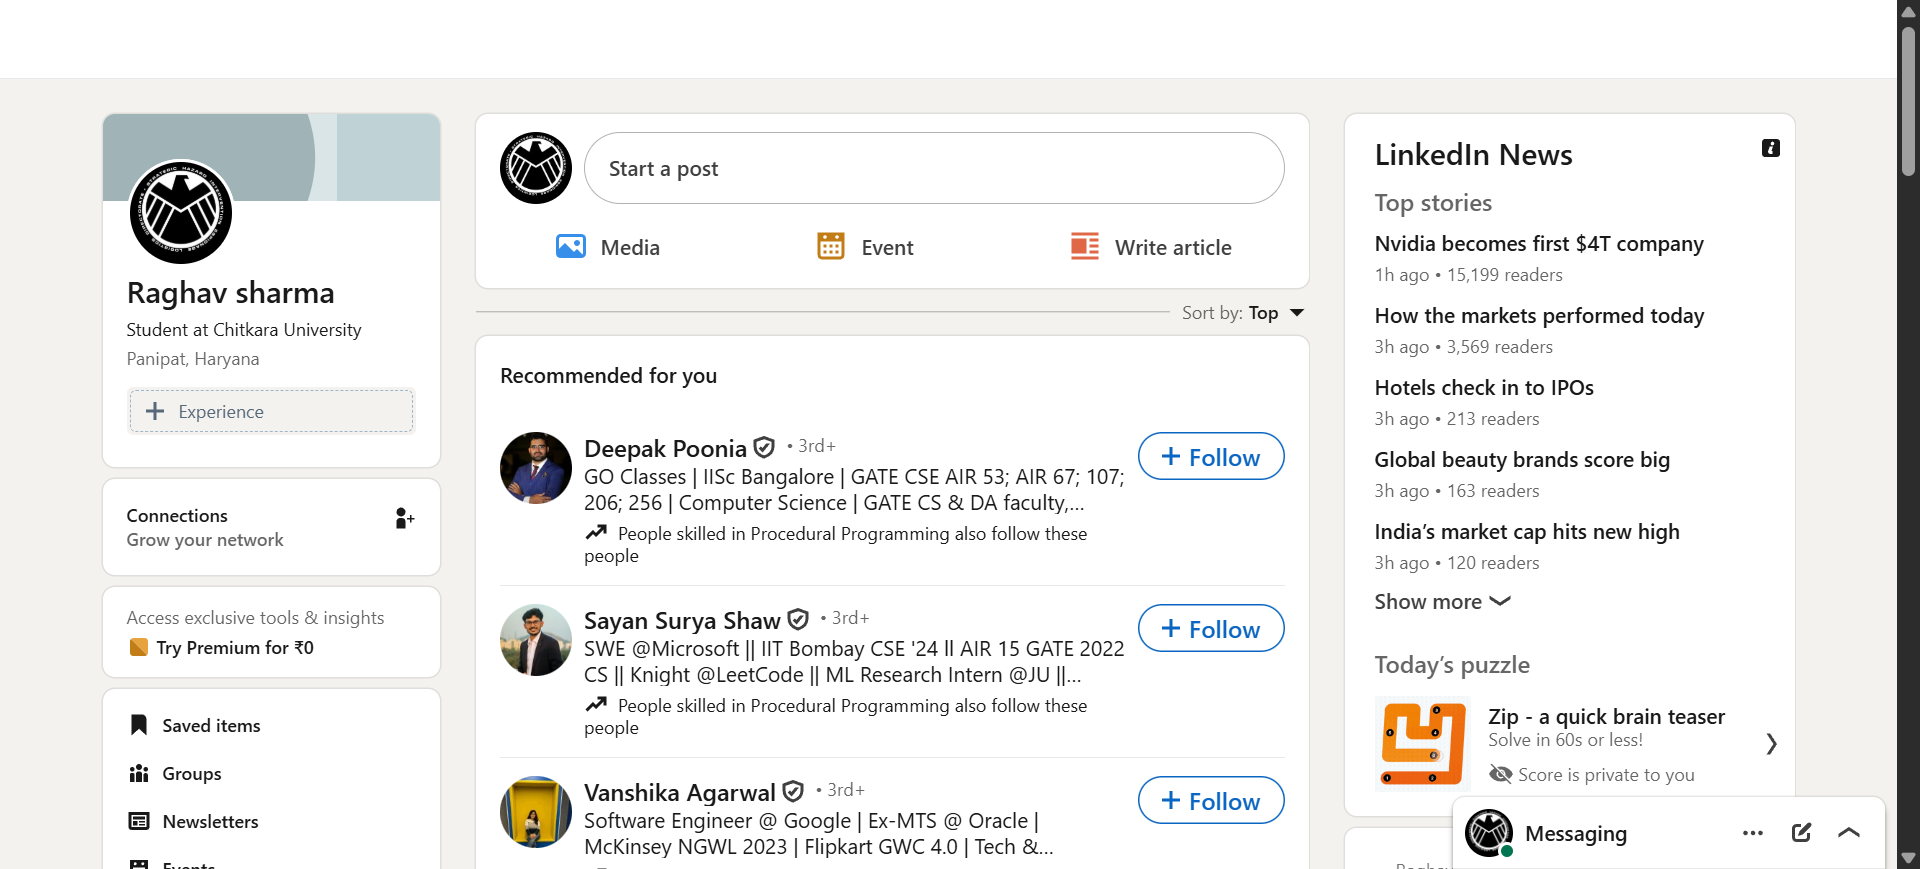 Raghav sharma
Student at Chitkara University
Panipat, Haryana
Experience
Connections
Grow your network
Access exclusive tools & insights
Try Premium for ₹0
Saved items
Groups
Newsletters
Events
Start a post
Media
Event
Write article
Sort by: Top
Recommended for you
Deepak Poonia • 3rd+
GO Classes | IISc Bangalore | GATE CSE AIR 53; AIR 67; 107;
206; 256 | Computer Science | GATE CS & DA faculty,...
People skilled in Procedural Programming also follow these
people
+ Follow
Sayan Surya Shaw • 3rd+
SWE @Microsoft || IIT Bombay CSE '24 ll AIR 15 GATE 2022
CS || Knight @LeetCode || ML Research Intern @JU ||...
People skilled in Procedural Programming also follow these
people
+ Follow
Vanshika Agarwal • 3rd+
Software Engineer @ Google | Ex-MTS @ Oracle |
McKinsey NGWL 2023 | Flipkart GWC 4.0 | Tech &...
+ Follow
LinkedIn News
Top stories
Nvidia becomes first $4T company
1h ago • 15,199 readers
How the markets performed today
3h ago • 3,569 readers
Hotels check in to IPOs
3h ago • 213 readers
Global beauty brands score big
3h ago • 163 readers
India’s market cap hits new high
3h ago • 120 readers
Show more
Today’s puzzle
Zip - a quick brain teaser
Solve in 60s or less!
Score is private to you
Messaging